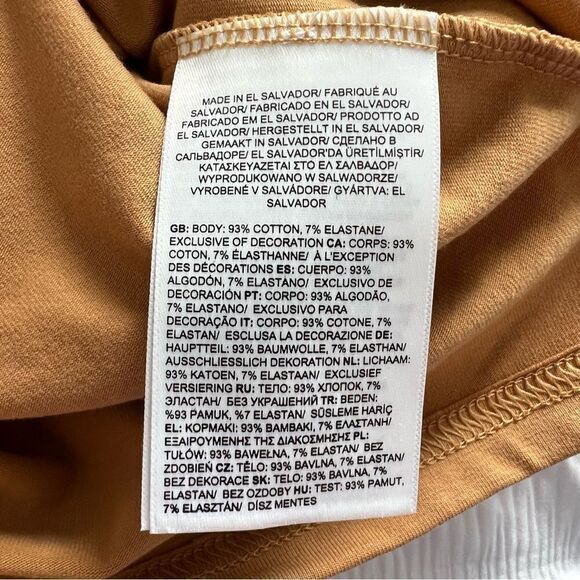 MADE IN EL SALVADOR/ FABRIQUÉ AU
SALVADOR/ FABRICADO EN EL SALVADOR/
FABRICADO EM EL SALVADOR/ PRODOTTO AD
EL SALVADOR/ HERGESTELLT IN EL SALVADOR/
GEMAAKT IN SALVADOR/ СДЕЛАНО В
САЛЬВАДОРЕ/ EL SALVADOR'DA ÜRETİLMİŞTİR/
ΚΑΤΑΣΚΕΥΑΖΕΤΑΙ ΣΤΟ ΕΛ ΣΑΛΒΑΔΟΡ/
WYPRODUKOWANO W SALWADORZE/
VYROBENÉ V SALVÁDORE/ GYÁRTVA: EL
SALVADOR
GB: BODY: 93% COTTON, 7% ELASTANE/
EXCLUSIVE OF DECORATION CA: CORPS: 93%
COTON, 7% ÉLASTHANNE/ À L'EXCEPTION
DES DÉCORATIONS ES: CUERPO: 93%
ALGODÓN, 7% ELASTANO/ EXCLUSIVO DE
DECORACIÓN PT: CORPO: 93% ALGODÃO,
7% ELASTANO/ EXCLUSIVO PARA
DECORAÇÃO IT: CORPO: 93% COTONE, 7%
ELASTAN/ ESCLUSA LA DECORAZIONE DE:
HAUPTTEIL: 93% BAUMWOLLE, 7% ELASTHAN/
AUSSCHLIESSLICH DEKORATION NL: LICHAAM:
93% KATOEN, 7% ELASTAAN/ EXCLUSIEF
VERSIERING RU: ТЕЛО: 93% ХЛОПОК, 7%
ЭЛАСТАН/ БЕЗ УКРАШЕНИЙ TR: BEDEN:
%93 PAMUK, %7 ELASTAN/ SÜSLEME HARİÇ
EL: ΚΟΡΜΑΚΙ: 93% ΒΑΜΒΑΚΙ, 7% ΕΛΑΣΤΑΝΗ/
ΕΞΑΙΡΟΥΜΕΝΗΣ ΤΗΣ ΔΙΑΚΟΣΜΗΣΗΣ PL:
TUŁÓW: 93% BAWEŁNA, 7% ELASTAN/ BEZ
ZDOBIEŃ CZ: TĚLO: 93% BAVLNA, 7% ELASTAN/
BEZ DEKORACE SK: TELO: 93% BAVLNA, 7%
ELASTAN/ BEZ OZDOBY HU: TEST: 93% PAMUT,
7% ELASZTÁN/ DÍSZ MENTES